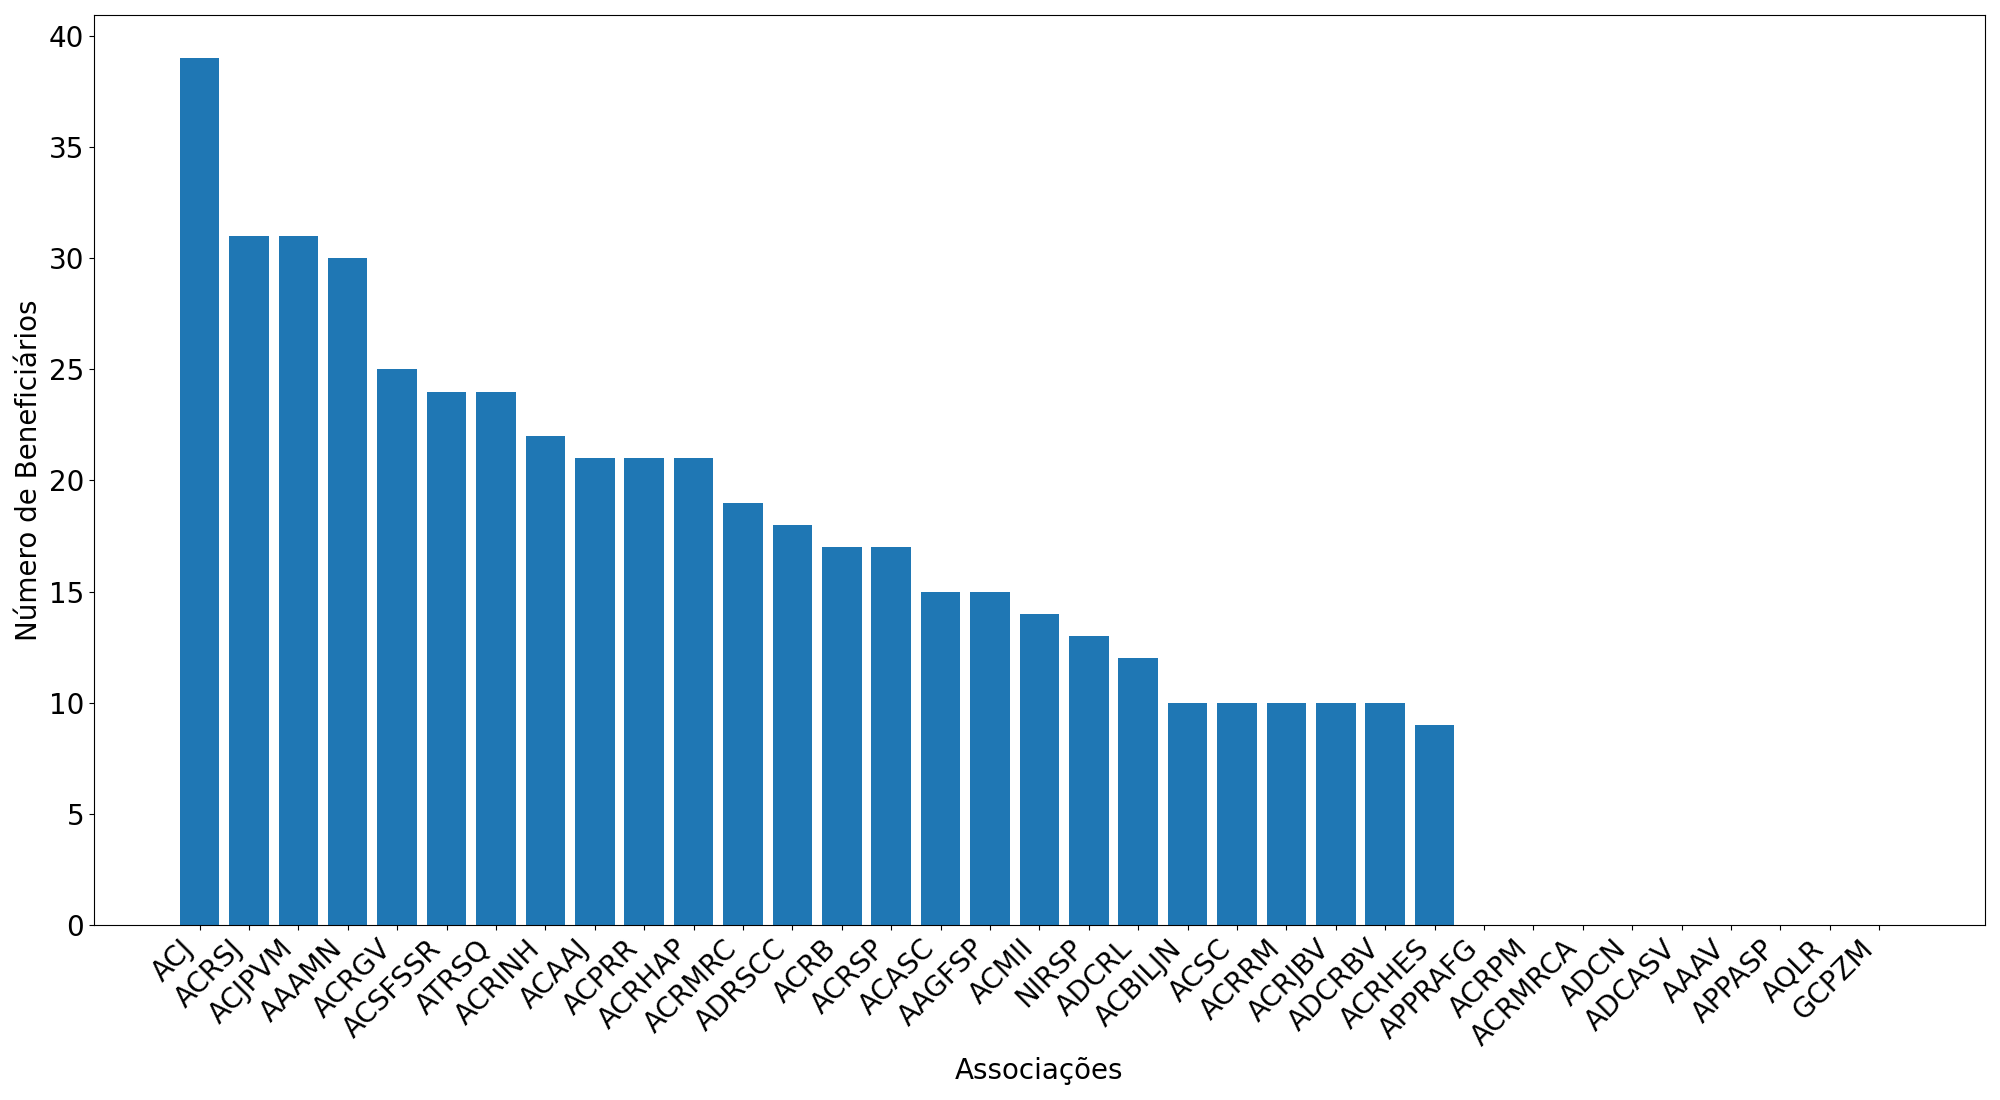 40
35
30
25
20
15
10
5
0
Número de Beneficiários
ACJ
ACRSJ
ACJPVM
AAAMN
ACRGV
ACSFSSR
ATRSQ
ACRINH
ACAAJ
ACPRR
ACRHAP
ACRMRC
ADRSCC
ACRB
ACRSP
ACASC
AAGFSP
ACMII
NIRSP
ADCRL
ACBILJN
ACSC
ACRRM
ACRJBV
ADCRBV
ACRHES
APPRAFG
ACRPM
ACRMRCA
ADCN
ADCASV
AAAV
APPASP
AQLR
GCPZM
Associações